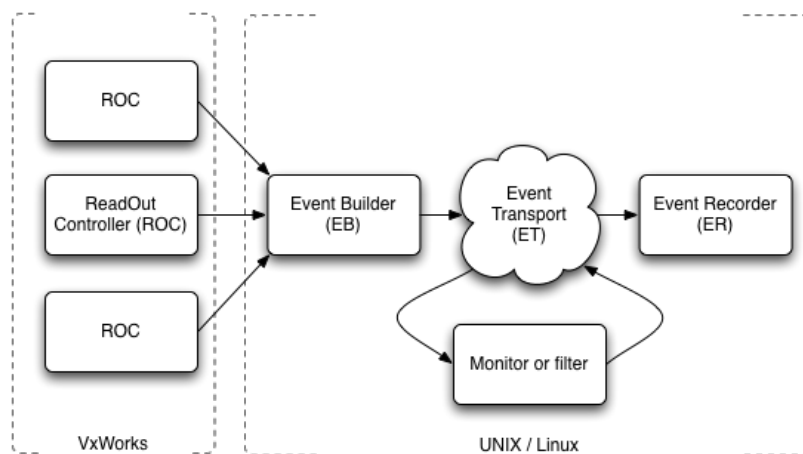 ROC
ReadOut
Controller (ROC)
ROC
VxWorks
Event Builder
(EB)
Event
Transport
(ET)
Event Recorder
(ER)
Monitor or filter
UNIX / Linux